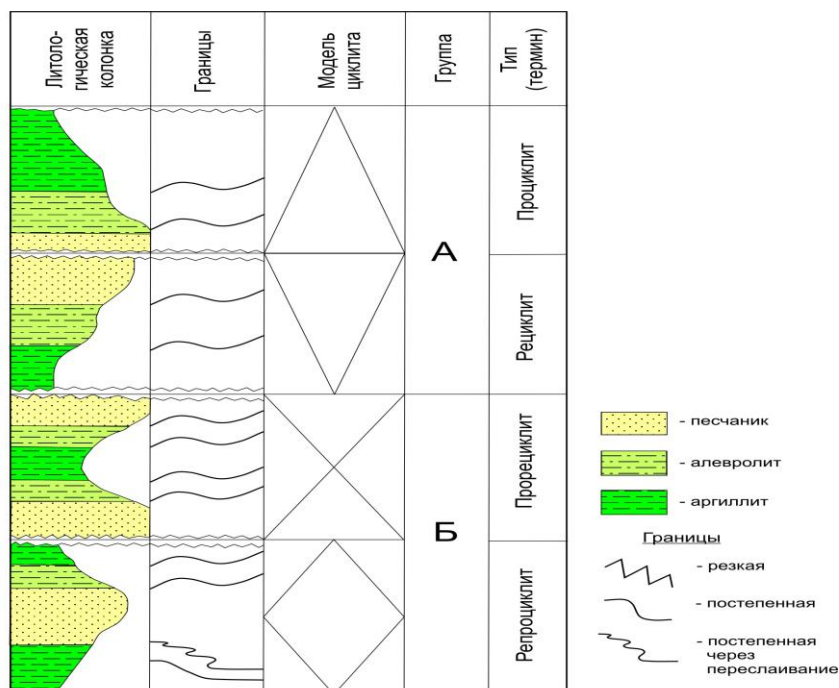 Литоло-
гическая
колонка
Границы
Модель
циклита
Группа
Тип
(термин)
А
Проциклит
Рециклит
Б
Прорециклит
Репроциклит
- песчаник
- алевролит
- аргиллит
Границы
- резкая
- постепенная
- постепенная
через
переслаивание